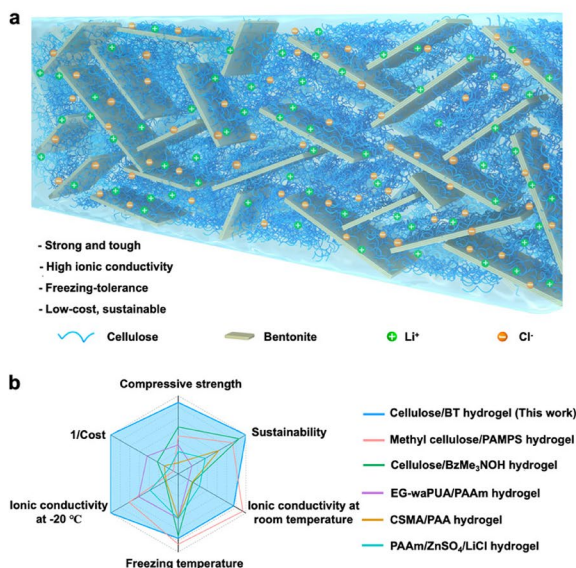 a
- Strong and tough
- High ionic conductivity
- Freezing-tolerance
- Low-cost, sustainable
Cellulose
Bentonite
Li⁺
Cl⁻
b
Compressive strength
1/Cost
Sustainability
Ionic conductivity
at -20 ℃
Ionic conductivity at
room temperature
Freezing temperature
Cellulose/BT hydrogel (This work)
Methyl cellulose/PAMPS hydrogel
Cellulose/BzMe₃NOH hydrogel
EG-waPUA/PAAm hydrogel
CSMA/PAA hydrogel
PAAm/ZnSO₄/LiCl hydrogel